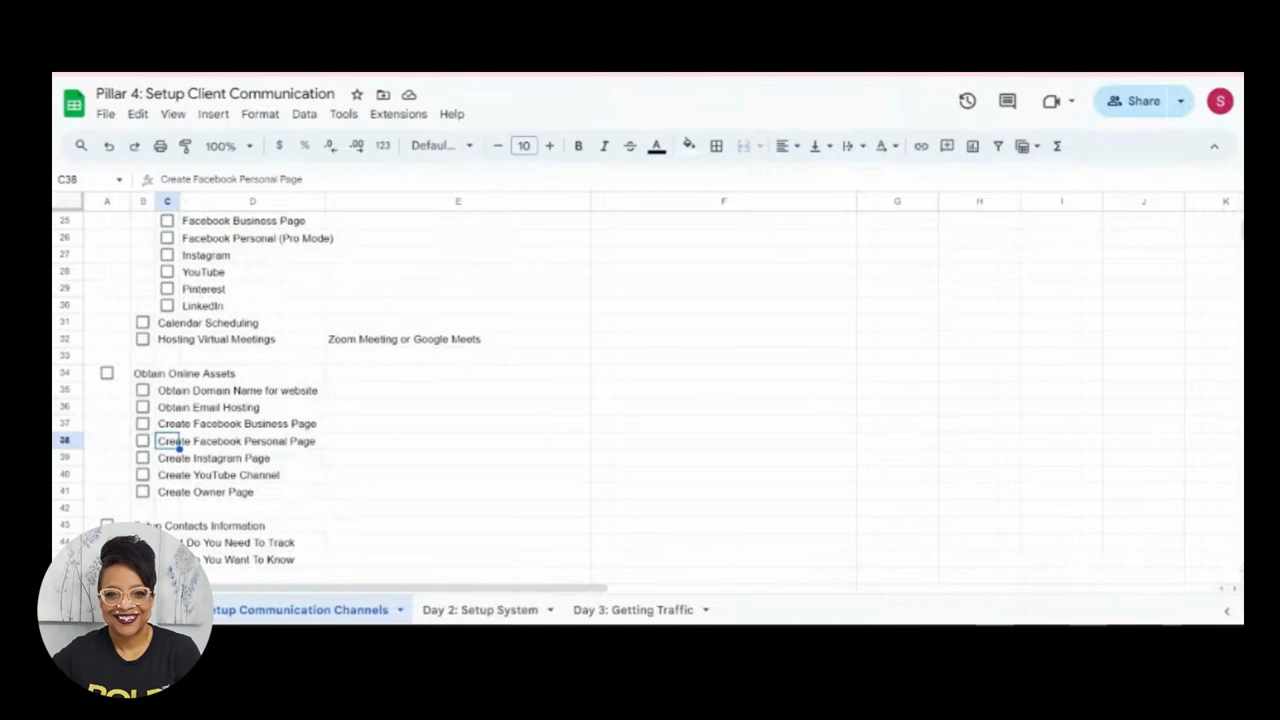 Pillar 4: Setup Client Communication
File Edit View Insert Format Data Tools Extensions Help
Share
S
100% $ % .0 .00 123 Defaul... 10 B I A
C38 fx Create Facebook Personal Page
A B C D E F G H I J K
25 Facebook Business Page
26 Facebook Personal (Pro Mode)
27 Instagram
28 YouTube
29 Pinterest
30 LinkedIn
31 Calendar Scheduling
32 Hosting Virtual Meetings Zoom Meeting or Google Meets
33
34 Obtain Online Assets
35 Obtain Domain Name for website
36 Obtain Email Hosting
37 Create Facebook Business Page
38 Create Facebook Personal Page
39 Create Instagram Page
40 Create YouTube Channel
41 Create Owner Page
42
43 Contacts Information
44 Do You Need To Track
You Want To Know
etup Communication Channels Day 2: Setup System Day 3: Getting Traffic